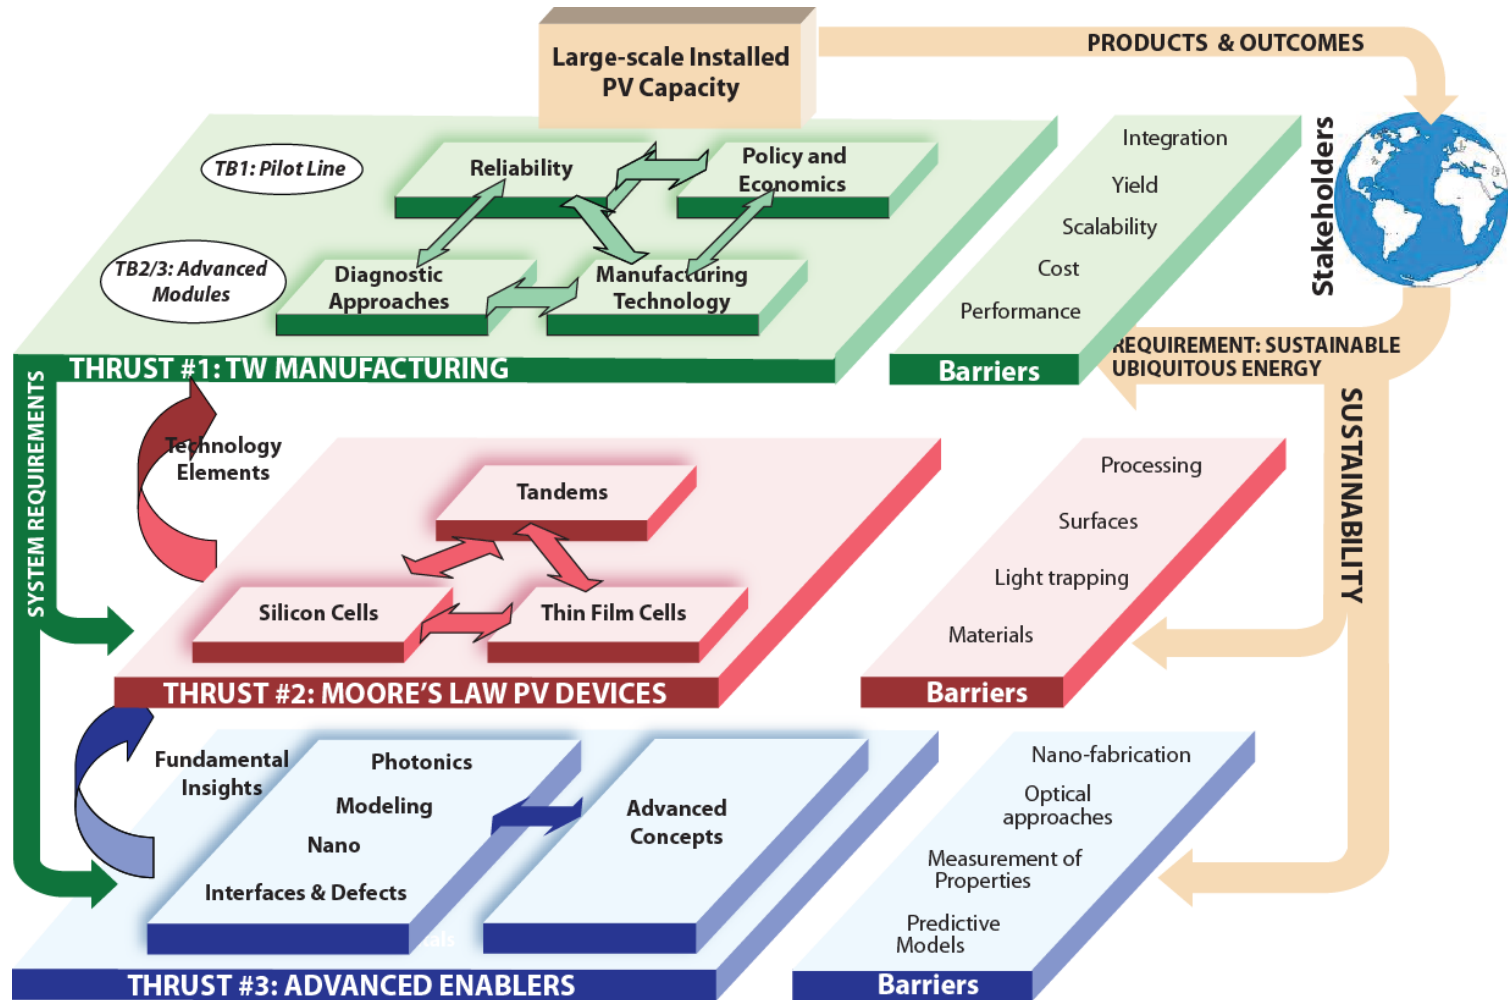 Large-scale Installed
PV Capacity
PRODUCTS & OUTCOMES
Stakeholders
TB1: Pilot Line
Reliability
Policy and
Economics
TB2/3: Advanced
Modules
Diagnostic
Approaches
Manufacturing
Technology
THRUST #1: TW MANUFACTURING
Integration
Yield
Scalability
Cost
Performance
Barriers
REQUIREMENT: SUSTAINABLE
UBIQUITOUS ENERGY
SUSTAINABILITY
SYSTEM REQUIREMENTS
Technology
Elements
Tandems
Silicon Cells
Thin Film Cells
THRUST #2: MOORE'S LAW PV DEVICES
Processing
Surfaces
Light trapping
Materials
Barriers
Fundamental
Insights
Photonics
Modeling
Nano
Interfaces & Defects
Advanced
Concepts
THRUST #3: ADVANCED ENABLERS
Nano-fabrication
Optical
approaches
Measurement of
Properties
Predictive
Models
Barriers